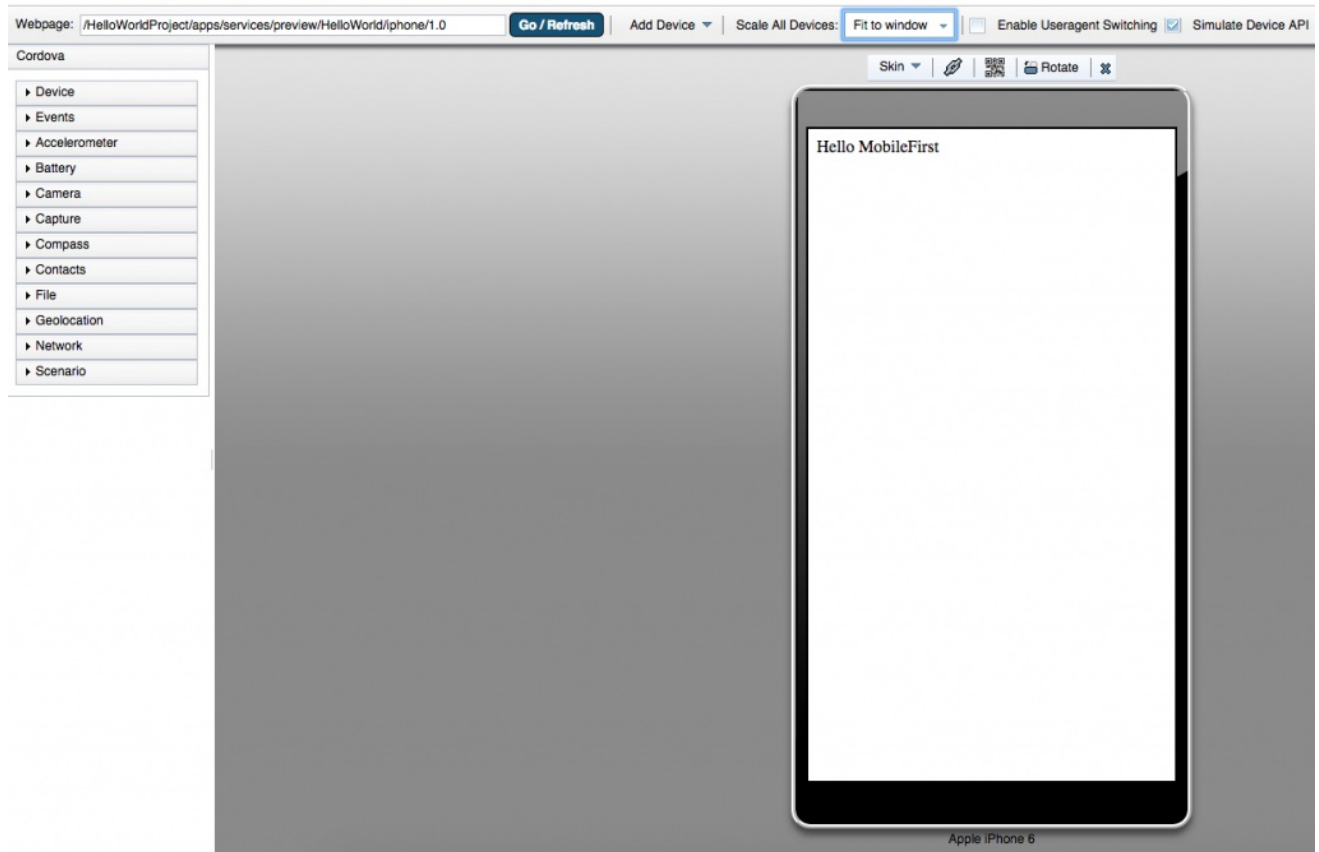 Webpage: /HelloWorldProject/apps/services/preview/HelloWorld/iphone/1.0 Go / Refresh Add Device Scale All Devices: Fit to window Enable Useragent Switching Simulate Device API
Cordova
Device
Events
Accelerometer
Battery
Camera
Capture
Compass
Contacts
File
Geolocation
Network
Scenario
Skin Rotate
Hello MobileFirst
Apple iPhone 6